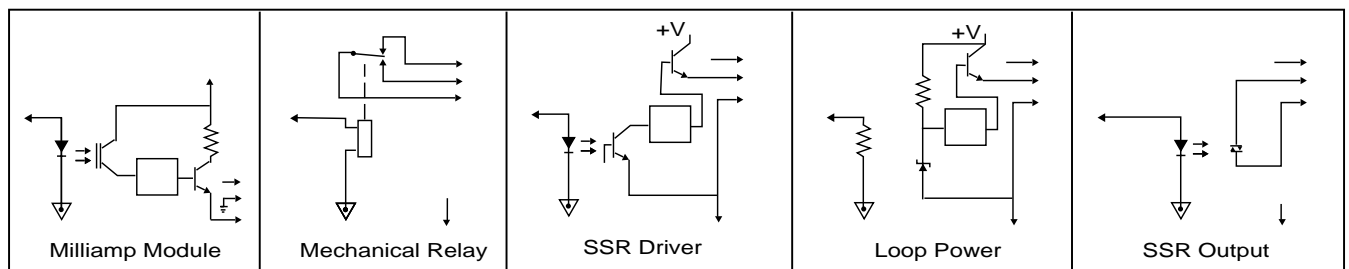 +V
+V
Milliamp Module
Mechanical Relay
SSR Driver
Loop Power
SSR Output